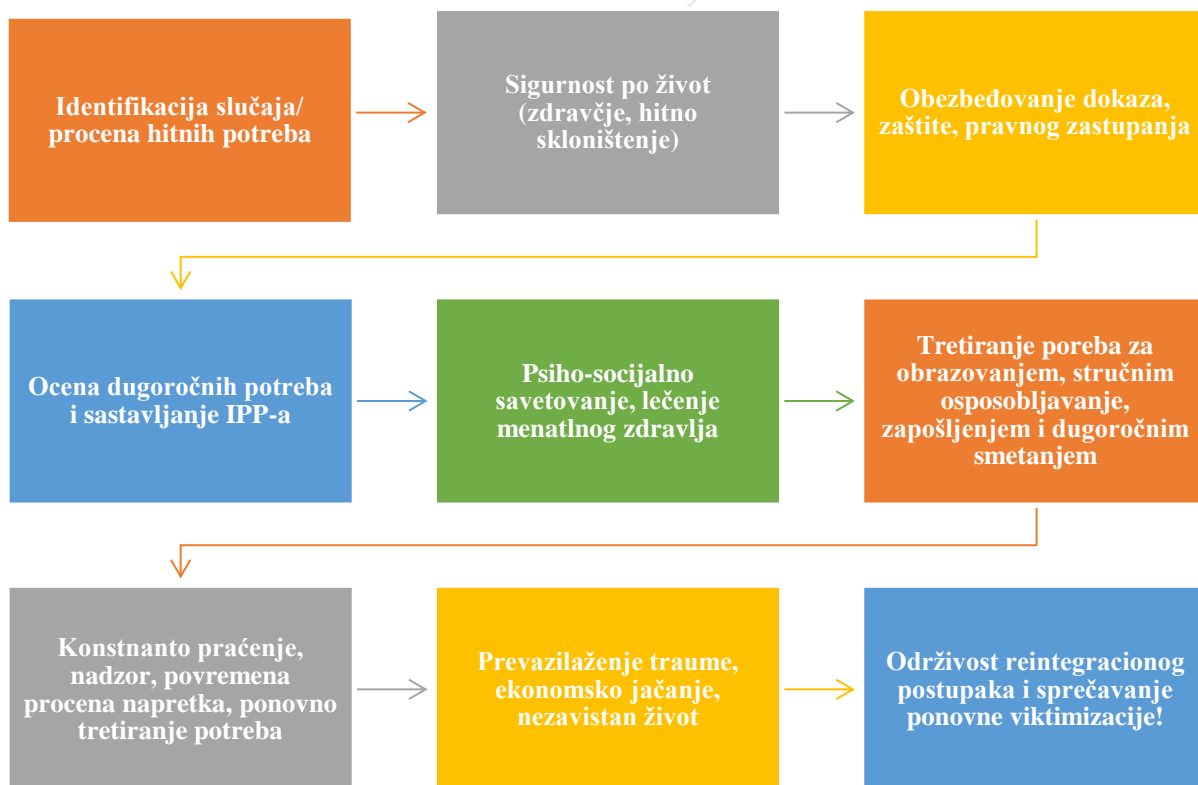 Identifikacija slučaja/
procena hitnih potreba
Sigurnost po život
(zdravčje, hitno
skloništenje)
Obezbeđovanje dokaza,
zaštite, pravnog zastupanja
Ocena dugoročnih potreba
i sastavljanje IPP-a
Psiho-socijalno
savetovanje, lečenje
menatlnog zdravlja
Tretiranje poreba za
obrazovanjem, stručnim
osposobljavanje,
zapošljenjem i dugoročnim
smetanjem
Konstnanto praćenje,
nadzor, povremena
procena napretka, ponovno
tretiranje potreba
Prevazilaženje traume,
ekonomsko jačanje,
nezavistan život
Održivost reintegracionog
postupaka i sprečavanje
ponovne viktimizacije!